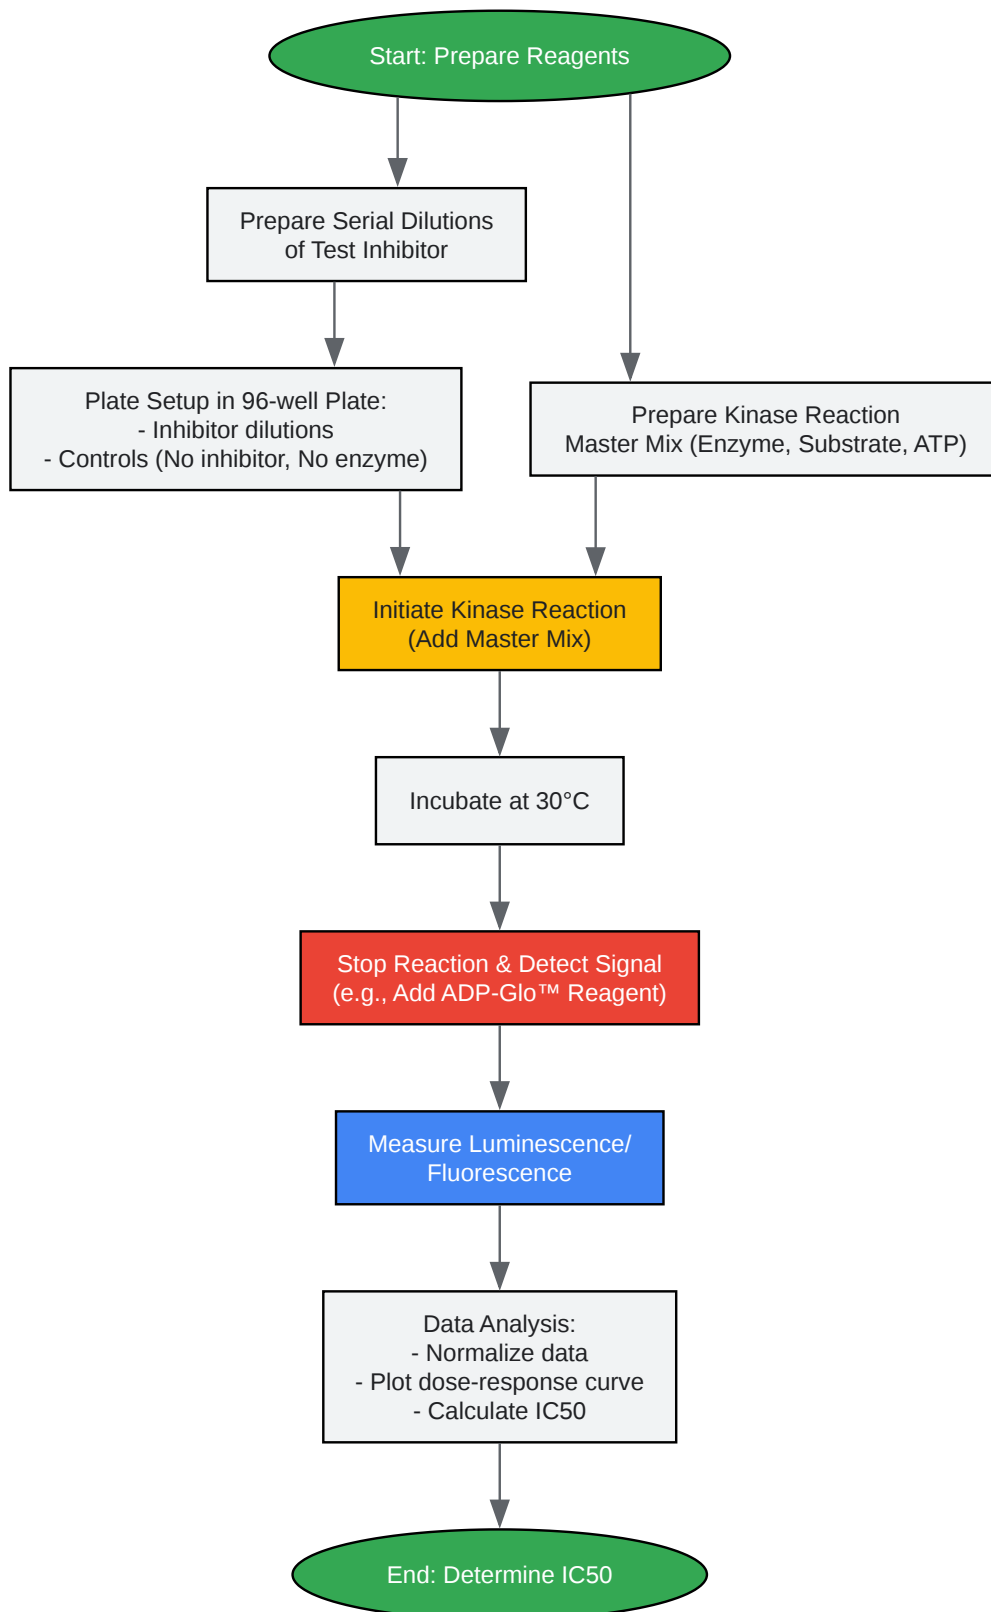 Start: Prepare Reagents
Prepare Serial Dilutions
of Test Inhibitor
Plate Setup in 96-well Plate:
- Inhibitor dilutions
- Controls (No inhibitor, No enzyme)
Prepare Kinase Reaction
Master Mix (Enzyme, Substrate, ATP)
Initiate Kinase Reaction
(Add Master Mix)
Incubate at 30°C
Stop Reaction & Detect Signal
(e.g., Add ADP-Glo™ Reagent)
Measure Luminescence/
Fluorescence
Data Analysis:
- Normalize data
- Plot dose-response curve
- Calculate IC50
End: Determine IC50